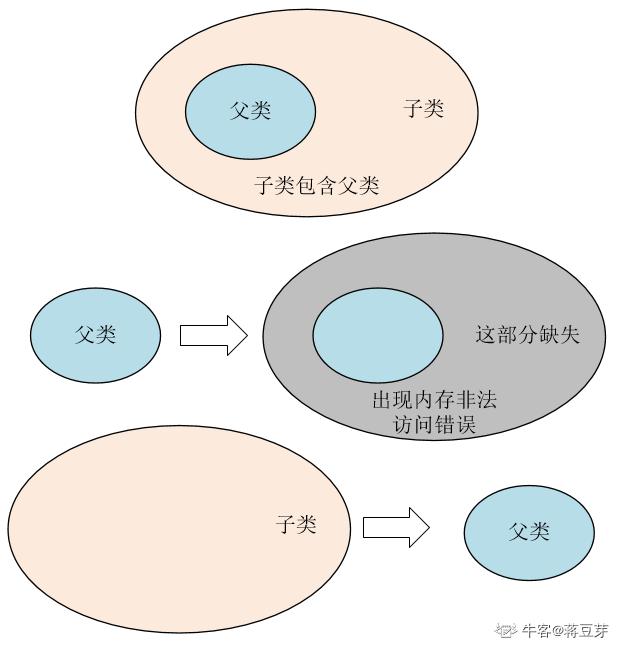 父类
子类
子类包含父类
父类
这部分缺失
出现内存非法
访问错误
子类
父类
牛客@蒋豆芽